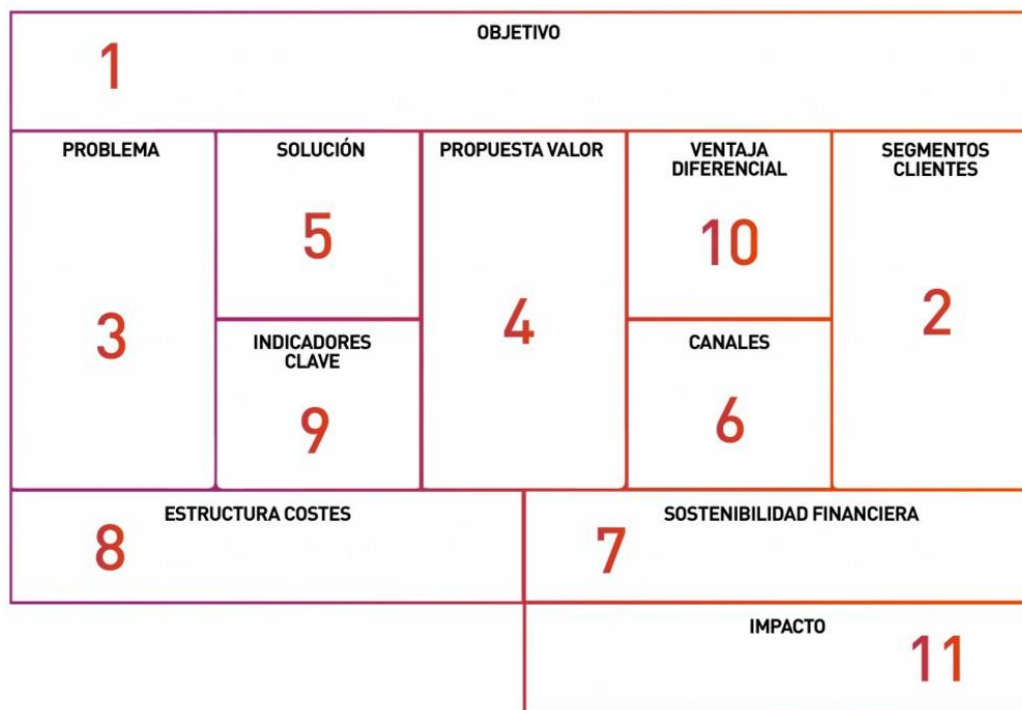 OBJETIVO
1
PROBLEMA
3
SOLUCIÓN
5
INDICADORES
CLAVE
9
PROPUESTA VALOR
4
VENTAJA
DIFERENCIAL
10
CANALES
6
SEGMENTOS
CLIENTES
2
ESTRUCTURA COSTES
8
SOSTENIBILIDAD FINANCIERA
7
IMPACTO
11